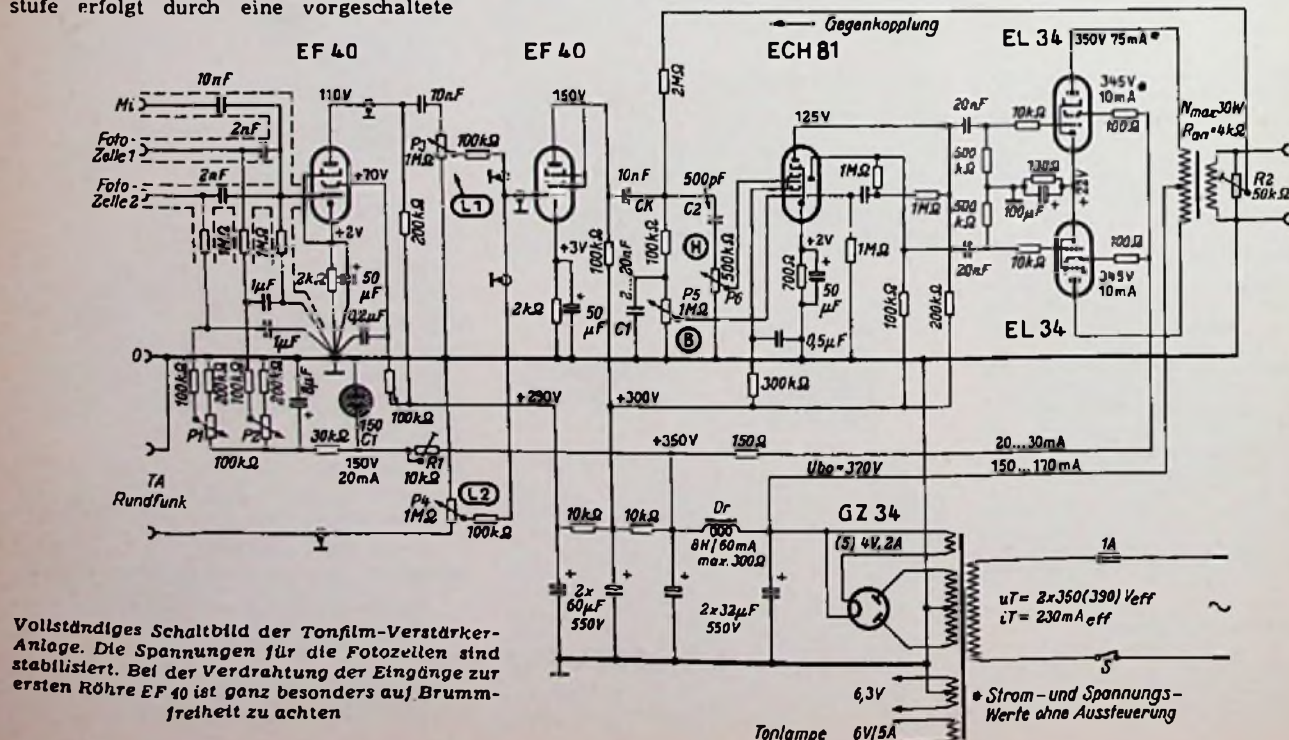 stufe erfolgt durch eine vorgeschaltete
Gegenkopplung
EF 40
EF 40
ECH 81
EL 34
350V 75mA*
10nF
Mi
2nF
Foto-
Zelle 1
Foto-
Zelle 2
2nF
1MΩ
1MΩ
110V
10nF
P3
1MΩ
100kΩ
L1
+70V
200kΩ
+2V
2kΩ
50
µF
1µF
1µF
0,2µF
150V
10nF
CK
2MΩ
500pF
C2
100kΩ
100kΩ
H
500kΩ
P6
+3V
2kΩ
50
µF
2...20nF
C1
P5
1MΩ
B
125V
1MΩ
1MΩ
1MΩ
+2V
700Ω
50
µF
0,5µF
300kΩ
100kΩ
200kΩ
20nF
500
kΩ
500
kΩ
20nF
10kΩ
10kΩ
130Ω
100µF
+22V
345V*
10mA
100Ω
100Ω
345V
10mA
EL 34
Nmax 30W
Ran=4kΩ
R2
50kΩ
0
100kΩ
200kΩ
100kΩ
200kΩ
8µF
P1
P2
100kΩ
30kΩ
150
C1
150V
20mA
R1
10kΩ
100kΩ
+290V
+300V
+350V
150Ω
20...30mA
Ubo=370V
150...170mA
TA
Rundfunk
P4
1MΩ
L2
100kΩ
10kΩ
10kΩ
Dr
8H/60mA
max. 300Ω
GZ 34
(5) 4V, 2A
1A
2x
60µF
550V
2x32µF
550V
uT = 2x350(390) Veff
iT = 230mAeff
~
S
6,3V
Tonlampe 6V/5A
* Strom- und Spannungs-
Werte ohne Aussteuerung
Vollständiges Schaltbild der Tonfilm-Verstärker-
Anlage. Die Spannungen für die Fotozellen sind
stabilisiert. Bei der Verdrahtung der Eingänge zur
ersten Röhre EF 40 ist ganz besonders auf Brumm-
freiheit zu achten